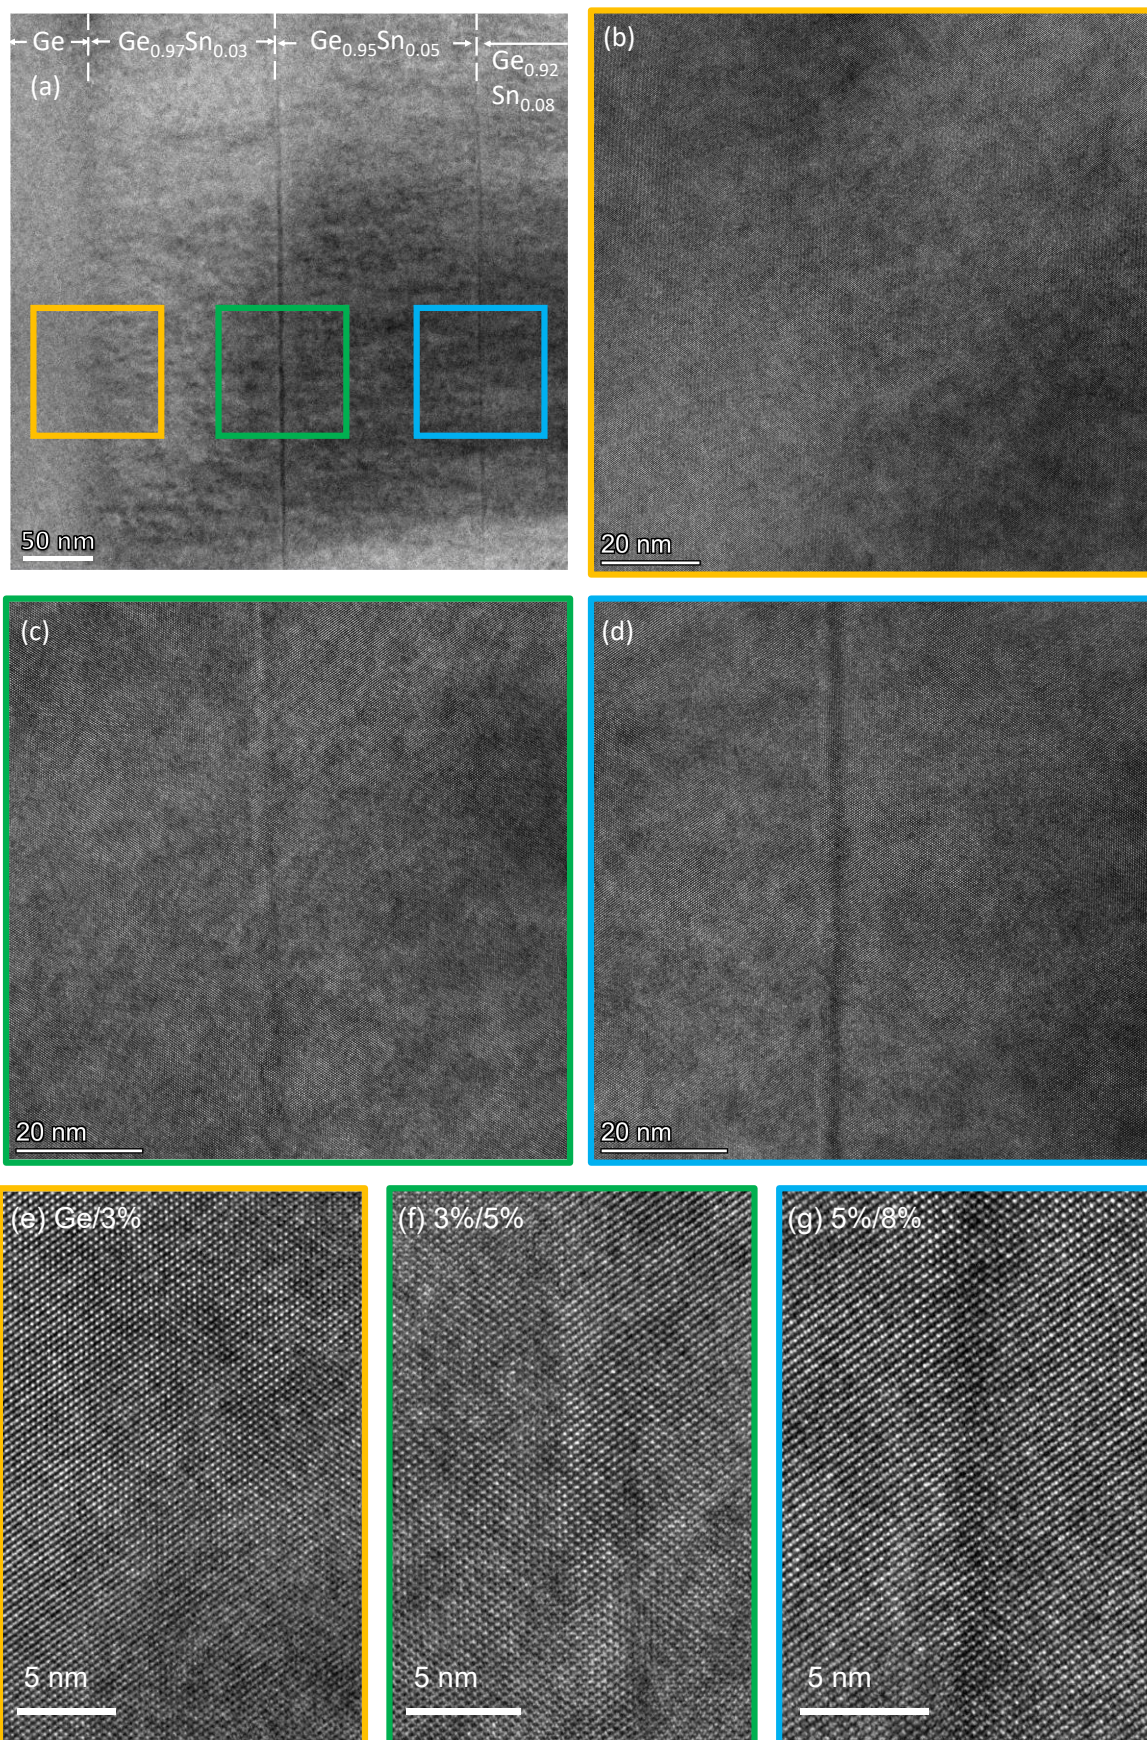 Ge
Ge₀.₉₇Sn₀.₀₃
Ge₀.₉₅Sn₀.₀₅
Ge₀.₉₂
Sn₀.₀₈
(a)
50 nm
(b)
20 nm
(c)
20 nm
(d)
20 nm
(e) Ge/3%
5 nm
(f) 3%/5%
5 nm
(g) 5%/8%
5 nm